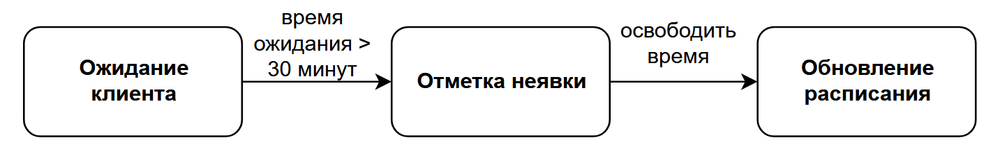 Ожидание
клиента
время
ожидания >
30 минут
Отметка неявки
освободить
время
Обновление
расписания